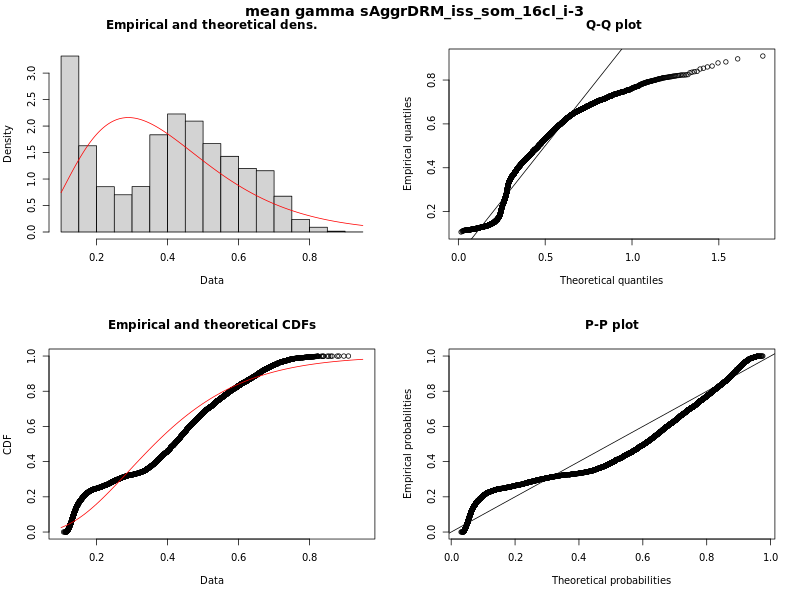 mean gamma sAggrDRM_iss_som_16cl_i-3
Empirical and theoretical dens.
Density
0.0 0.5 1.0 1.5 2.0 2.5 3.0
0.2 0.4 0.6 0.8
Data
Q-Q plot
Empirical quantiles
0.2 0.4 0.6 0.8
0.0 0.5 1.0 1.5
Theoretical quantiles
Empirical and theoretical CDFs
CDF
0.0 0.2 0.4 0.6 0.8 1.0
0.2 0.4 0.6 0.8
Data
P-P plot
Empirical probabilities
0.0 0.2 0.4 0.6 0.8 1.0
0.0 0.2 0.4 0.6 0.8 1.0
Theoretical probabilities